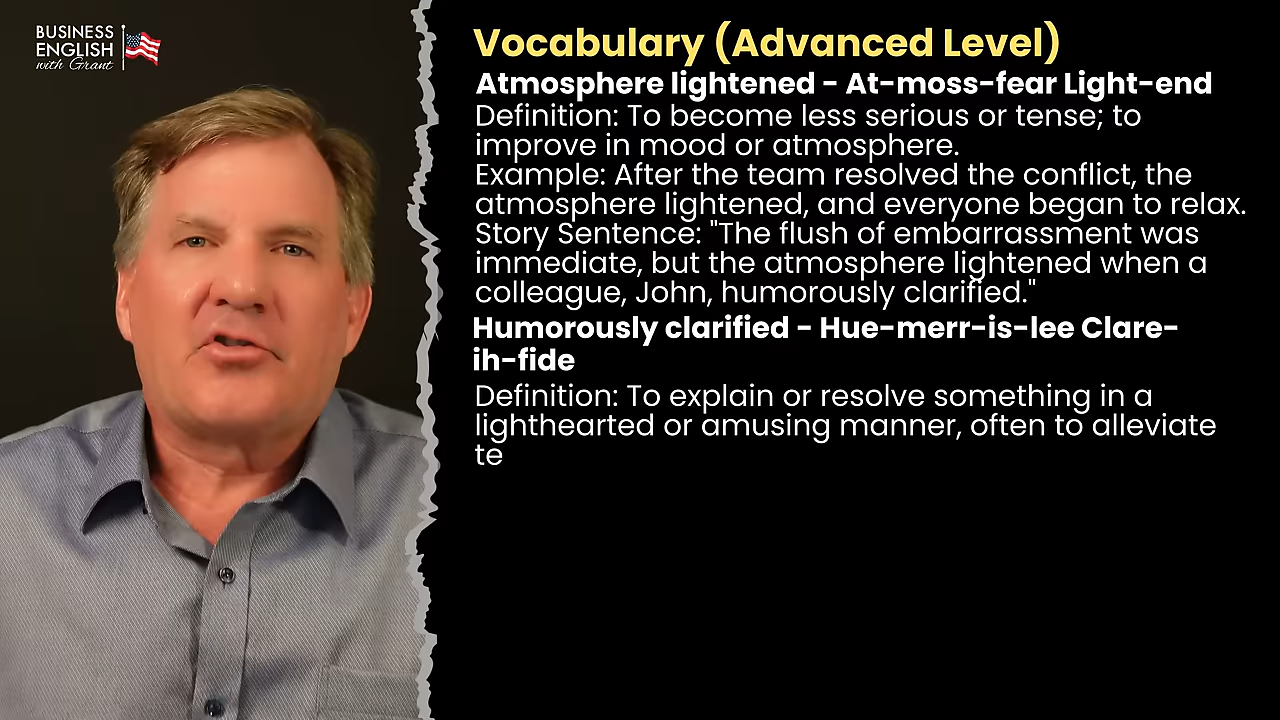 BUSINESS
ENGLISH
with Grant
Vocabulary (Advanced Level)
Atmosphere lightened - At-moss-fear Light-end
Definition: To become less serious or tense; to
improve in mood or atmosphere.
Example: After the team resolved the conflict, the
atmosphere lightened, and everyone began to relax.
Story Sentence: "The flush of embarrassment was
immediate, but the atmosphere lightened when a
colleague, John, humorously clarified."
Humorously clarified - Hue-merr-is-lee Clare-
ih-fide
Definition: To explain or resolve something in a
lighthearted or amusing manner, often to alleviate
te